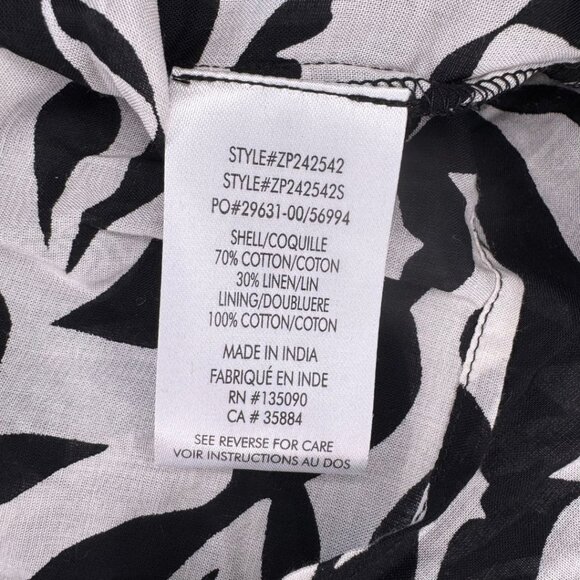 STYLE#ZP242542
STYLE#ZP242542S
PO#29631-00/56994
SHELL/COQUILLE
70% COTTON/COTON
30% LINEN/LIN
LINING/DOUBLUERE
100% COTTON/COTON
MADE IN INDIA
FABRIQUÉ EN INDE
RN #135090
CA # 35884
SEE REVERSE FOR CARE
VOIR INSTRUCTIONS AU DOS